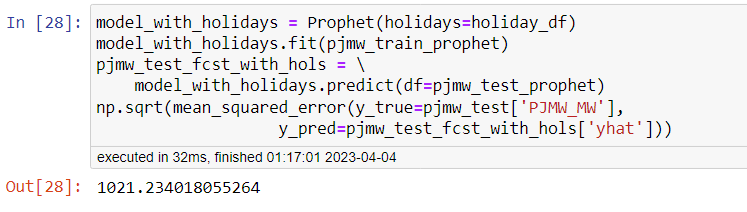 In [28]: model_with_holidays = Prophet(holidays=holiday_df)
model_with_holidays.fit(pjmw_train_prophet)
pjmw_test_fcst_with_hols = \
    model_with_holidays.predict(df=pjmw_test_prophet)
np.sqrt(mean_squared_error(y_true=pjmw_test['PJMW_MW'],
                   y_pred=pjmw_test_fcst_with_hols['yhat']))
executed in 32ms, finished 01:17:01 2023-04-04
Out[28]: 1021.234018055264